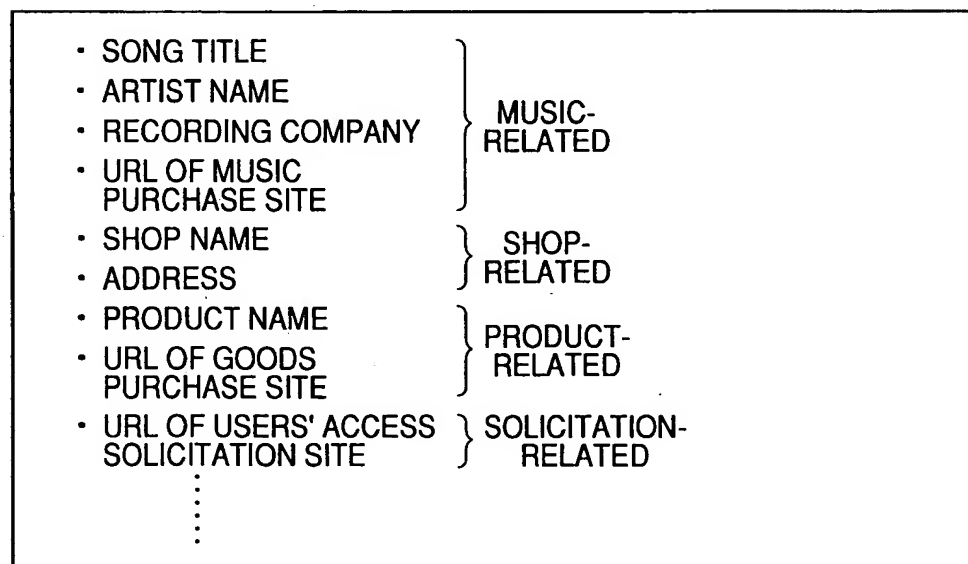 · SONG TITLE
· ARTIST NAME
· RECORDING COMPANY
· URL OF MUSIC
PURCHASE SITE
MUSIC-
RELATED
· SHOP NAME
· ADDRESS
SHOP-
RELATED
· PRODUCT NAME
· URL OF GOODS
PURCHASE SITE
PRODUCT-
RELATED
· URL OF USERS' ACCESS
SOLICITATION SITE
SOLICITATION-
RELATED